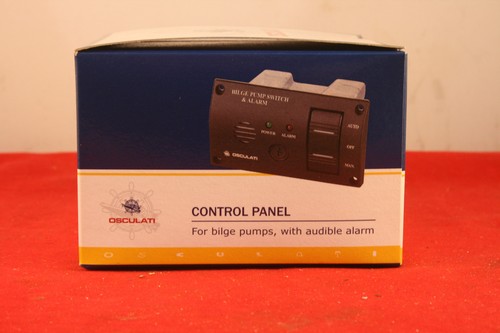 BILGE PUMP SWITCH
& ALARM
POWER ALARM
AUTO
OFF
MAN
OSCULATI
OSCULATI
CONTROL PANEL
For bilge pumps, with audible alarm